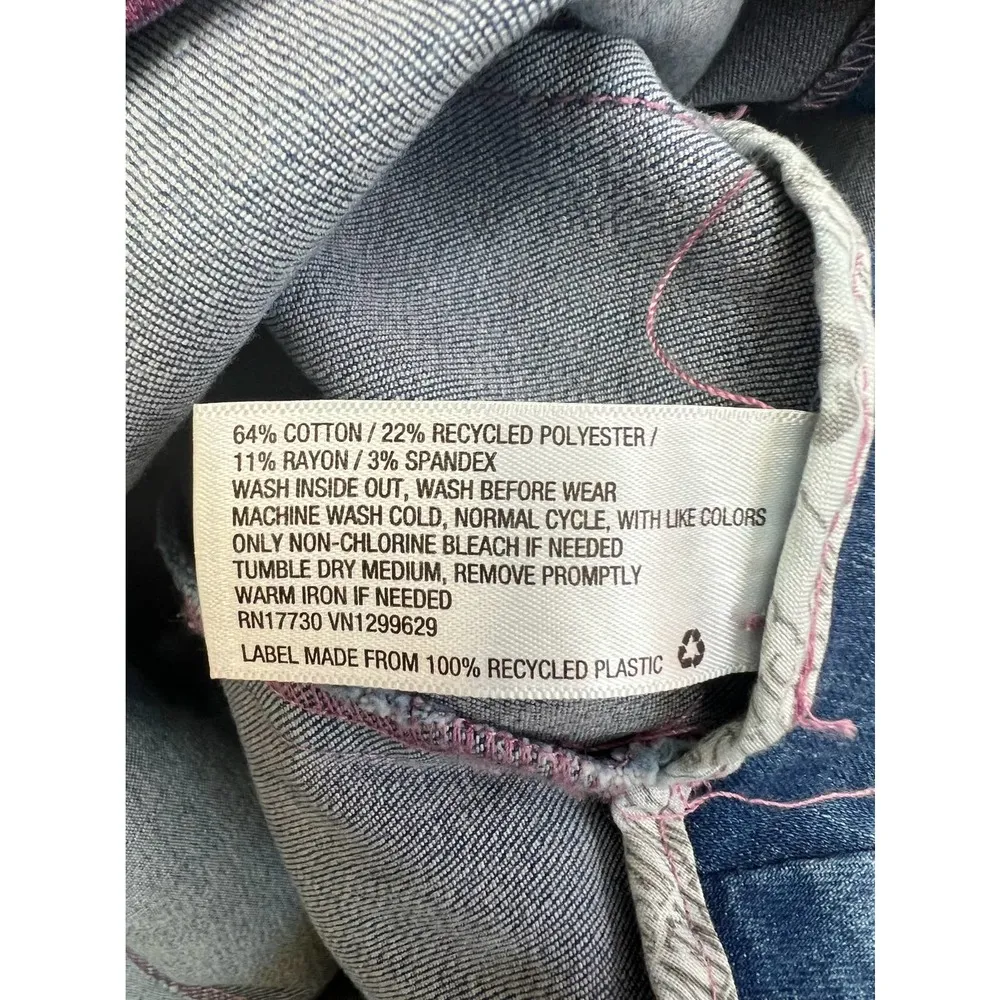 64% COTTON / 22% RECYCLED POLYESTER /
11% RAYON / 3% SPANDEX
WASH INSIDE OUT, WASH BEFORE WEAR
MACHINE WASH COLD, NORMAL CYCLE, WITH LIKE COLORS
ONLY NON-CHLORINE BLEACH IF NEEDED
TUMBLE DRY MEDIUM, REMOVE PROMPTLY
WARM IRON IF NEEDED
RN17730 VN1299629
LABEL MADE FROM 100% RECYCLED PLASTIC